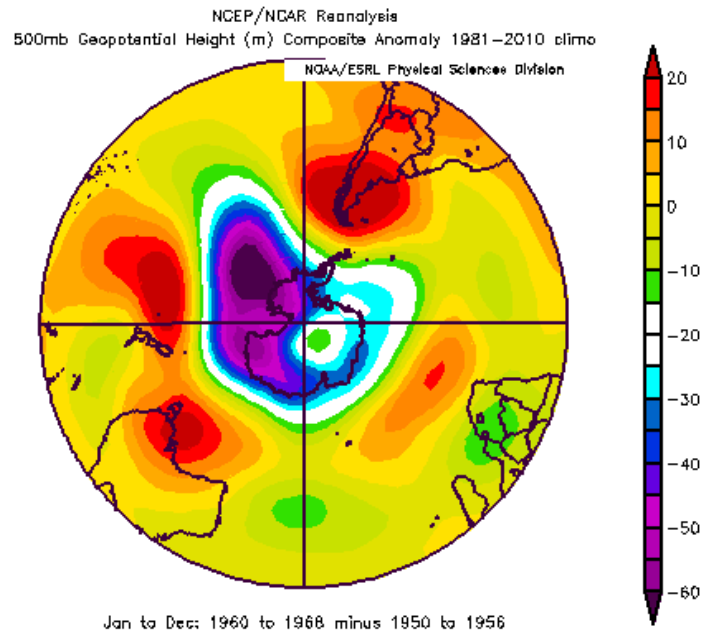 NCEP/NCAR Reanalysis
500mb Geopotential Height (m) Composite Anomaly 1981-2010 climo
NOAA/ESRL Physical Sciences Division
20
10
0
-10
-20
-30
-40
-50
-60
Jan to Dec: 1960 to 1968 minus 1950 to 1956